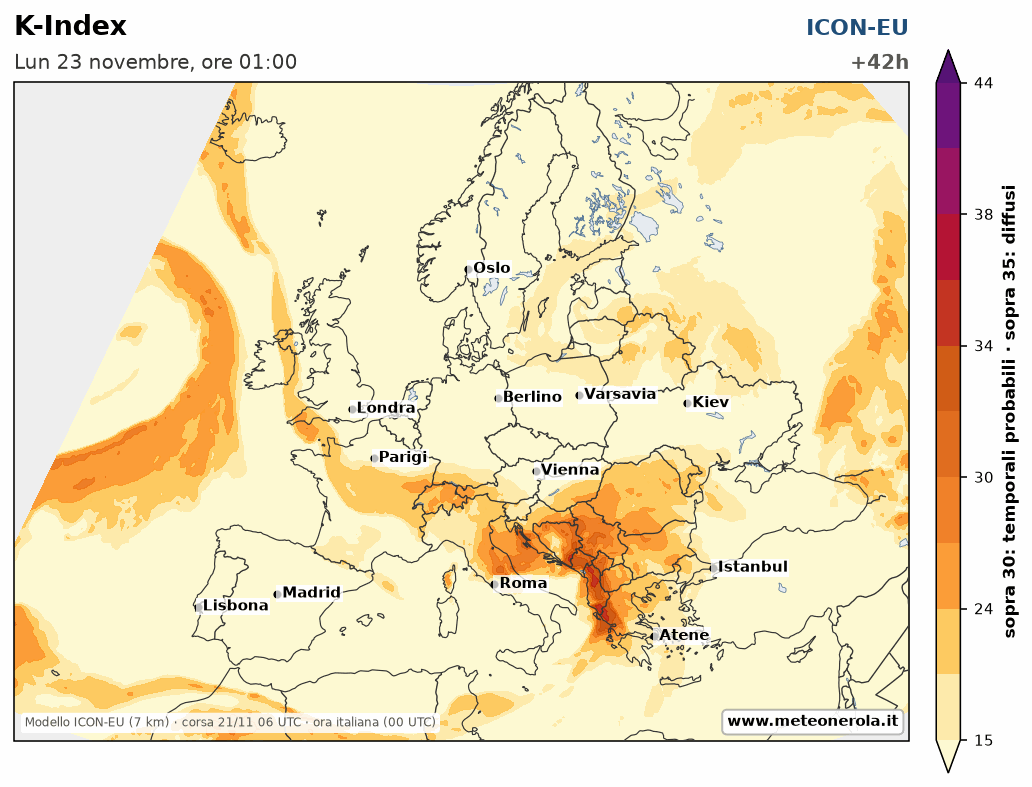 K-Index
ICON-EU
Lun 23 novembre, ore 01:00
+42h
44
38
34
30
24
15
sopra 30: temporali probabili · sopra 35: diffusi
Oslo
Berlino
Varsavia
Kiev
Londra
Parigi
Vienna
Istanbul
Roma
Madrid
Lisbona
Atene
Modello ICON-EU (7 km) · corsa 21/11 06 UTC · ora italiana (00 UTC)
www.meteonerola.it